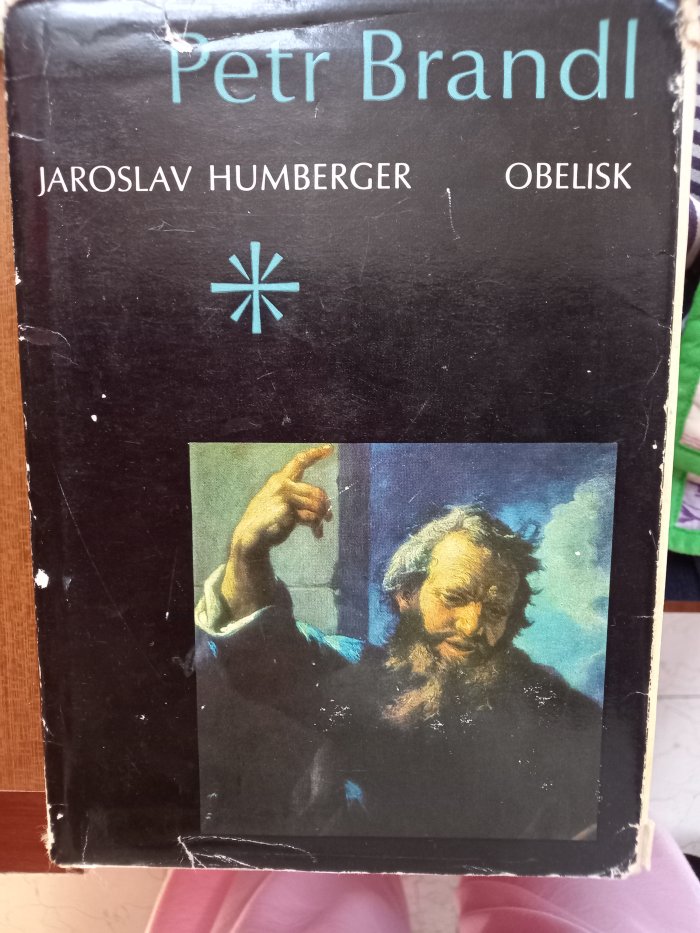 Petr Brandl
JAROSLAV HUMBERGER OBELISK